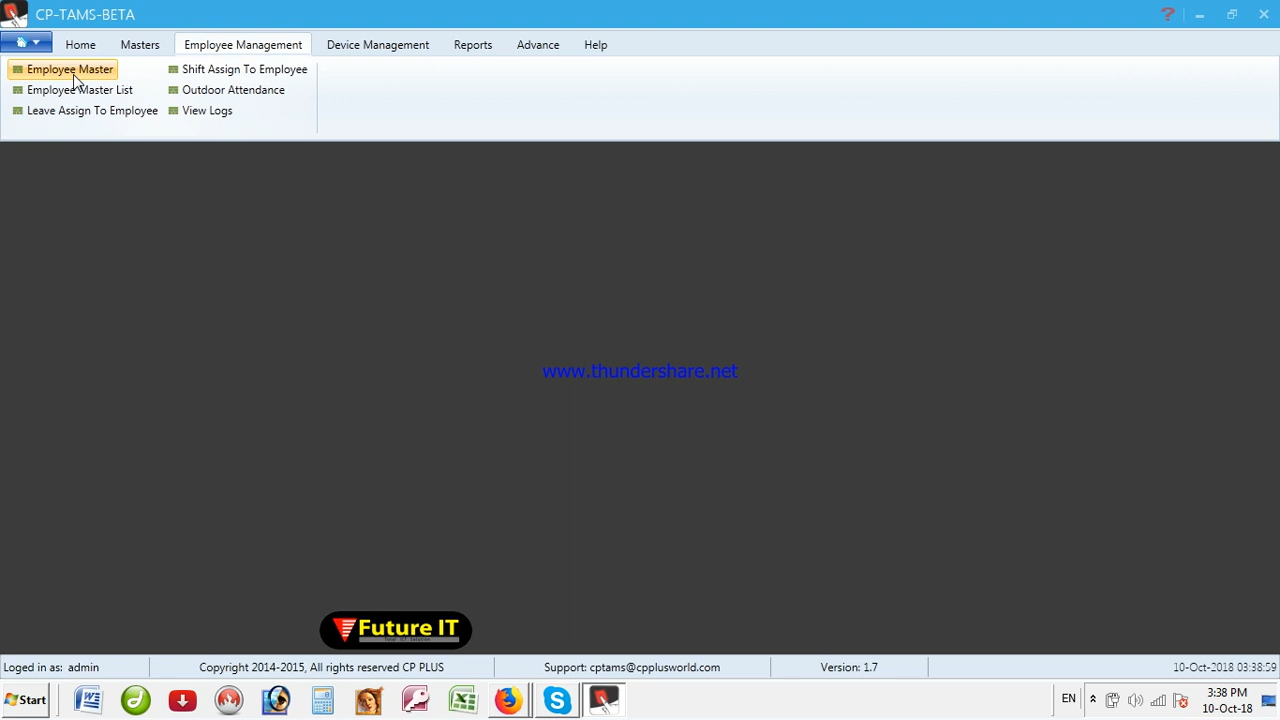 CP-TAMS-BETA
Home Masters Employee Management Device Management Reports Advance Help
Employee Master Shift Assign To Employee
Employee Master List Outdoor Attendance
Leave Assign To Employee View Logs
www.thundershare.net
Future IT
Logged in as: admin Copyright 2014-2015, All rights reserved CP PLUS Support: cptams@cpplusworld.com Version: 1.7 10-Oct-2018 03:38:59
Start EN 3:38 PM
10-Oct-18